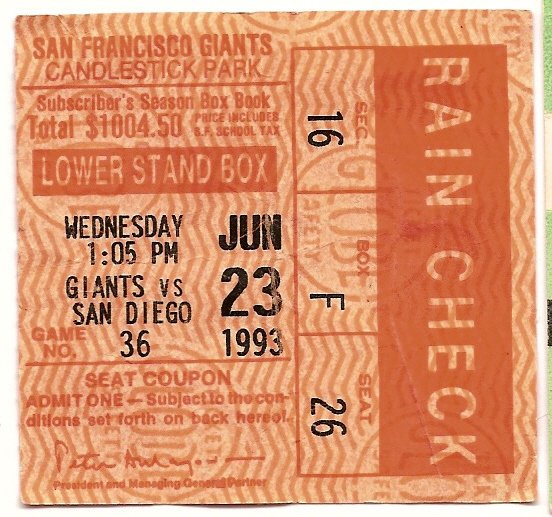 SAN FRANCISCO GIANTS
CANDLESTICK PARK
Subscriber's Season Box Book
Total $1004.50 PRICE INCLUDES
S.F. SCHOOL TAX
LOWER STAND BOX
WEDNESDAY
1:05 PM
JUN
GIANTS VS
SAN DIEGO
23
GAME
NO. 36
1993
SEAT COUPON
ADMIT ONE — Subject to the con-
ditions set forth on back hereof.
President and Managing General Partner
SEC. 16
BOX F
SEAT 26
RAIN CHECK